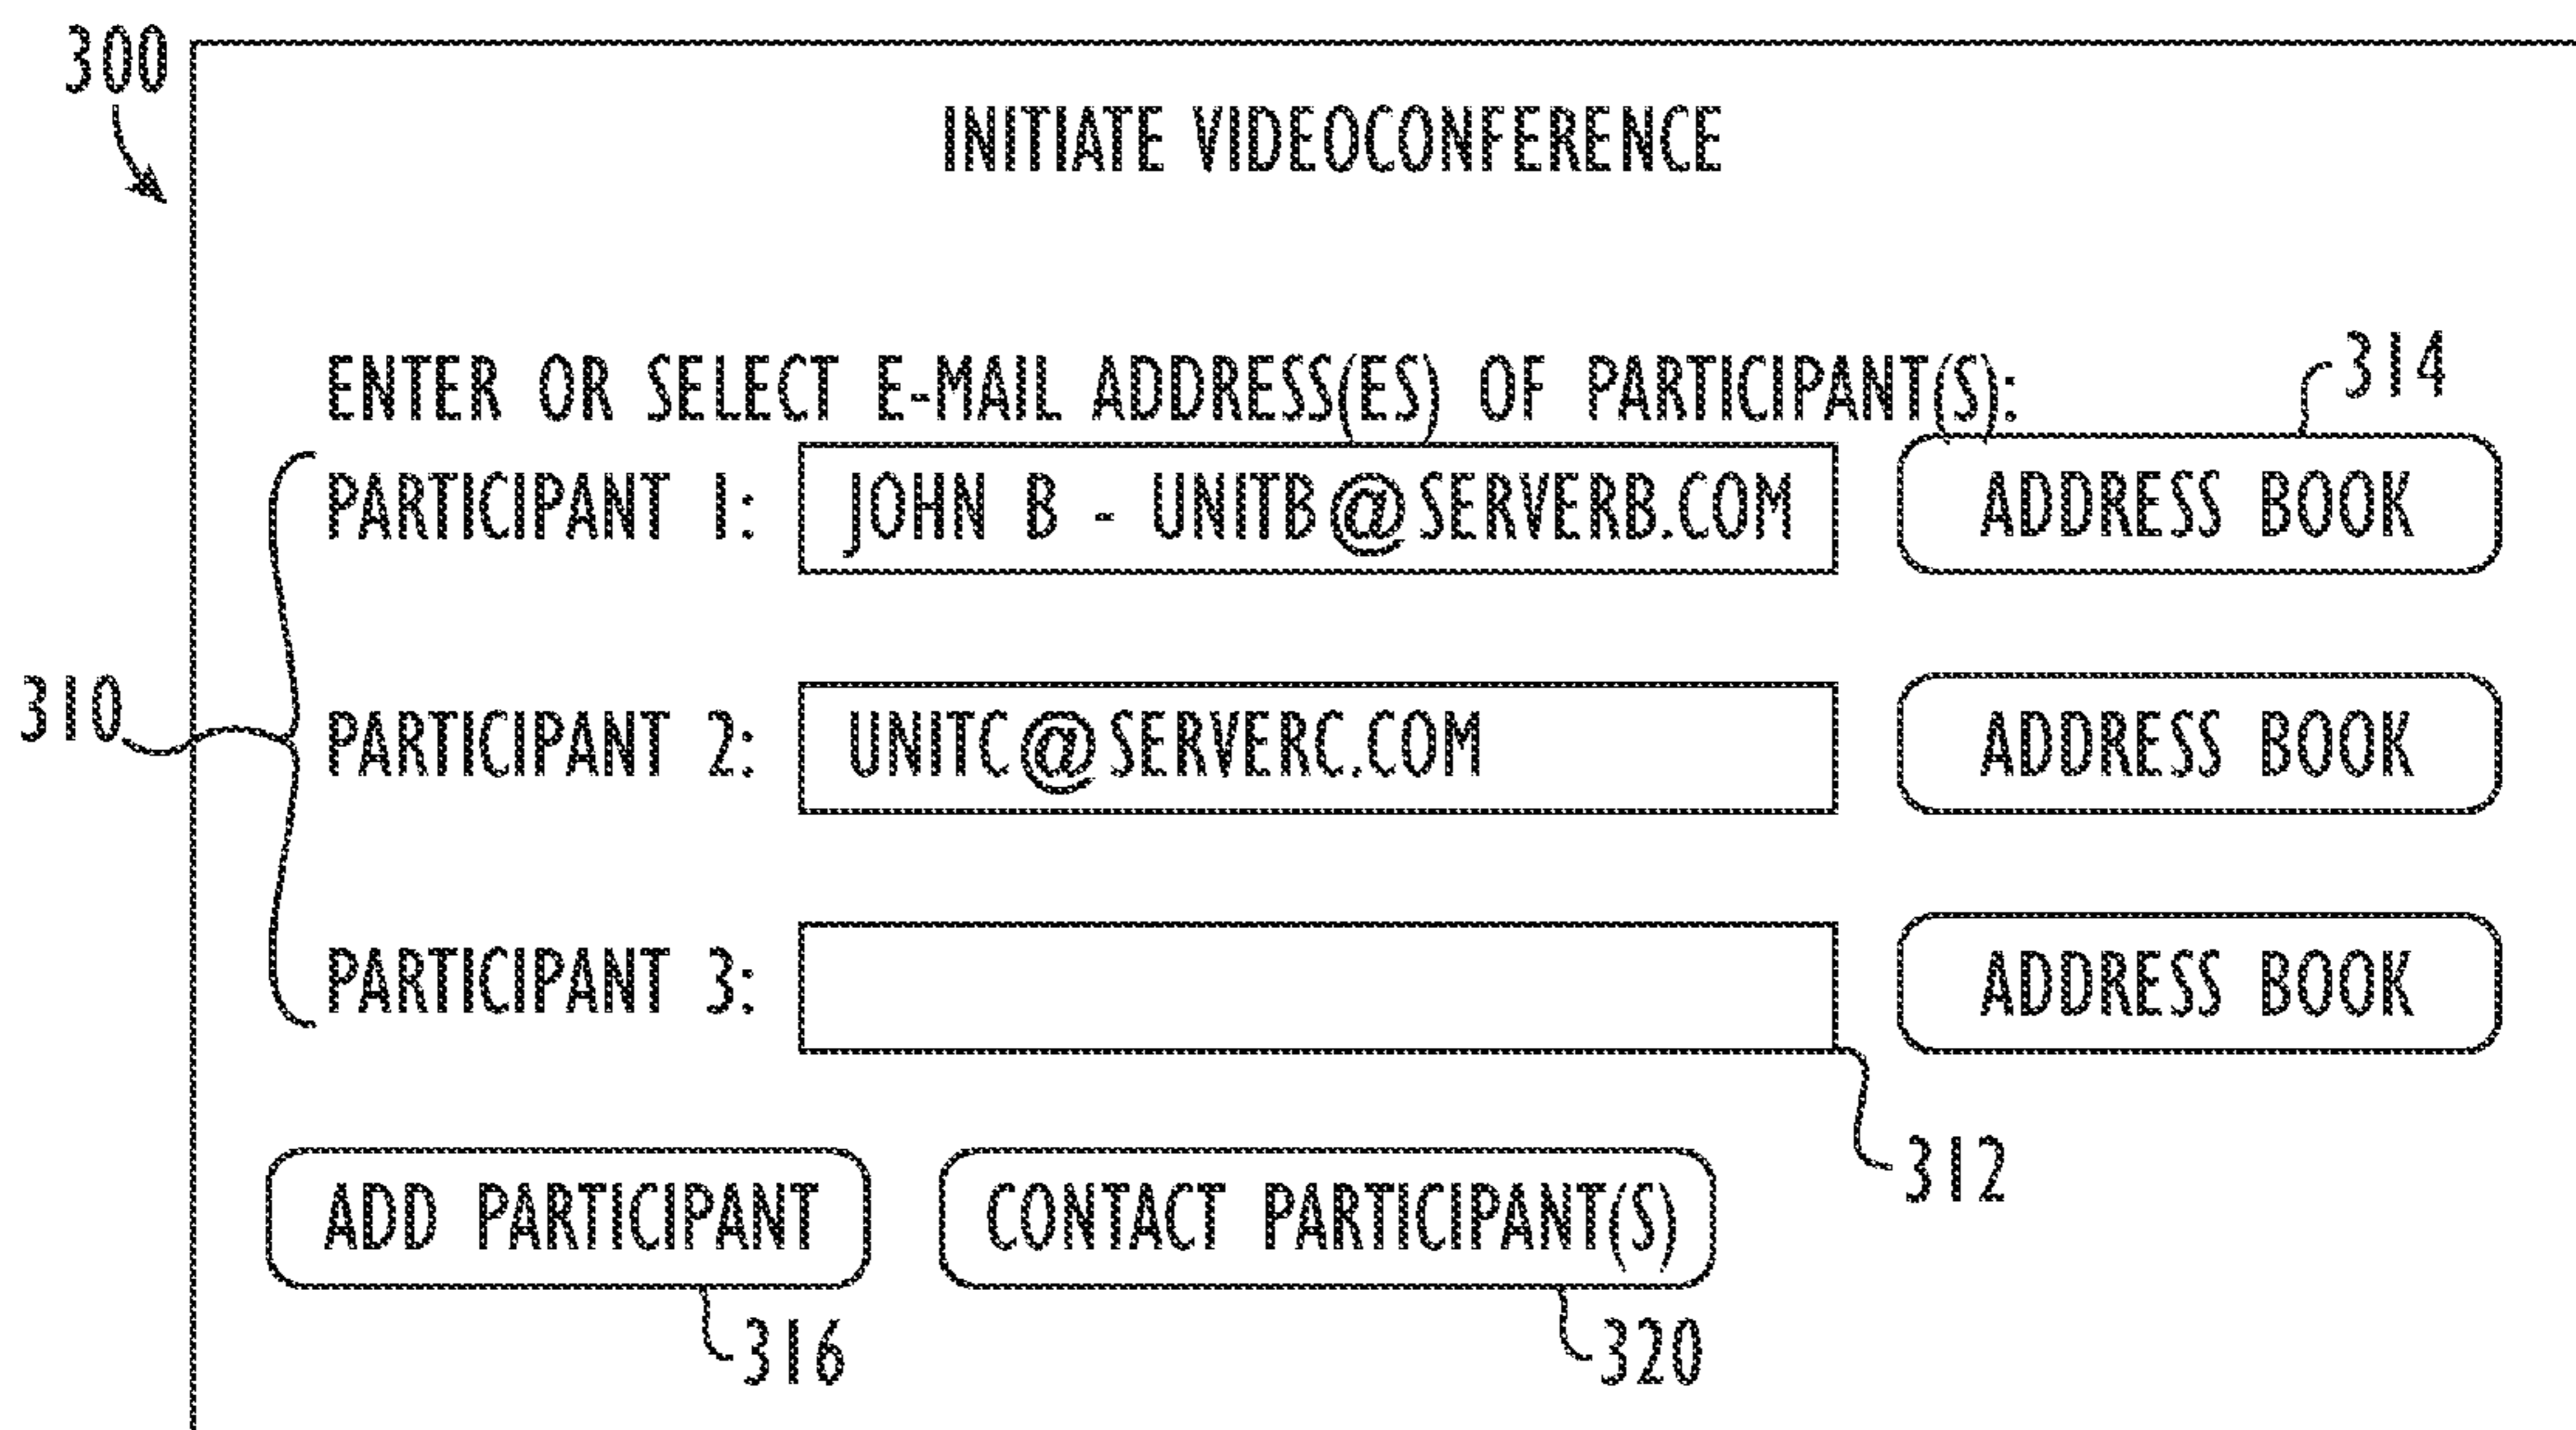 300
INITIATE VIDEOCONFERENCE
ENTER OR SELECT E-MAIL ADDRESS(ES) OF PARTICIPANT(S):
314
PARTICIPANT 1: JOHN B - UNITB@SERVERB.COM ADDRESS BOOK
310
PARTICIPANT 2: UNITC@SERVERC.COM ADDRESS BOOK
PARTICIPANT 3: ADDRESS BOOK
312
ADD PARTICIPANT CONTACT PARTICIPANT(S)
316 320